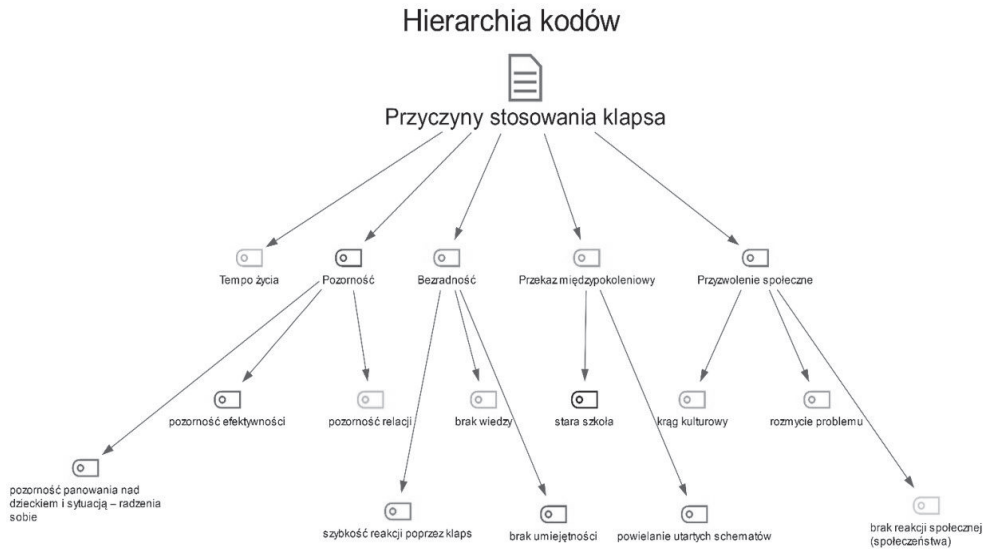 Hierarchia kodów
Przyczyny stosowania klapsa
Tempo życia
Pozorność
Bezradność
Przekaz międzypokoleniowy
Przyzwolenie społeczne
pozorność efektywności
pozorność relacji
brak wiedzy
stara szkoła
krąg kulturowy
rozmycie problemu
pozorność panowania nad
dzieckem i sytuacją – radzenia
sobie
szybkość reakcji poprzez klaps
brak umiejętności
powielanie utartych schematów
brak reakcji społecznej
(społeczeństwa)